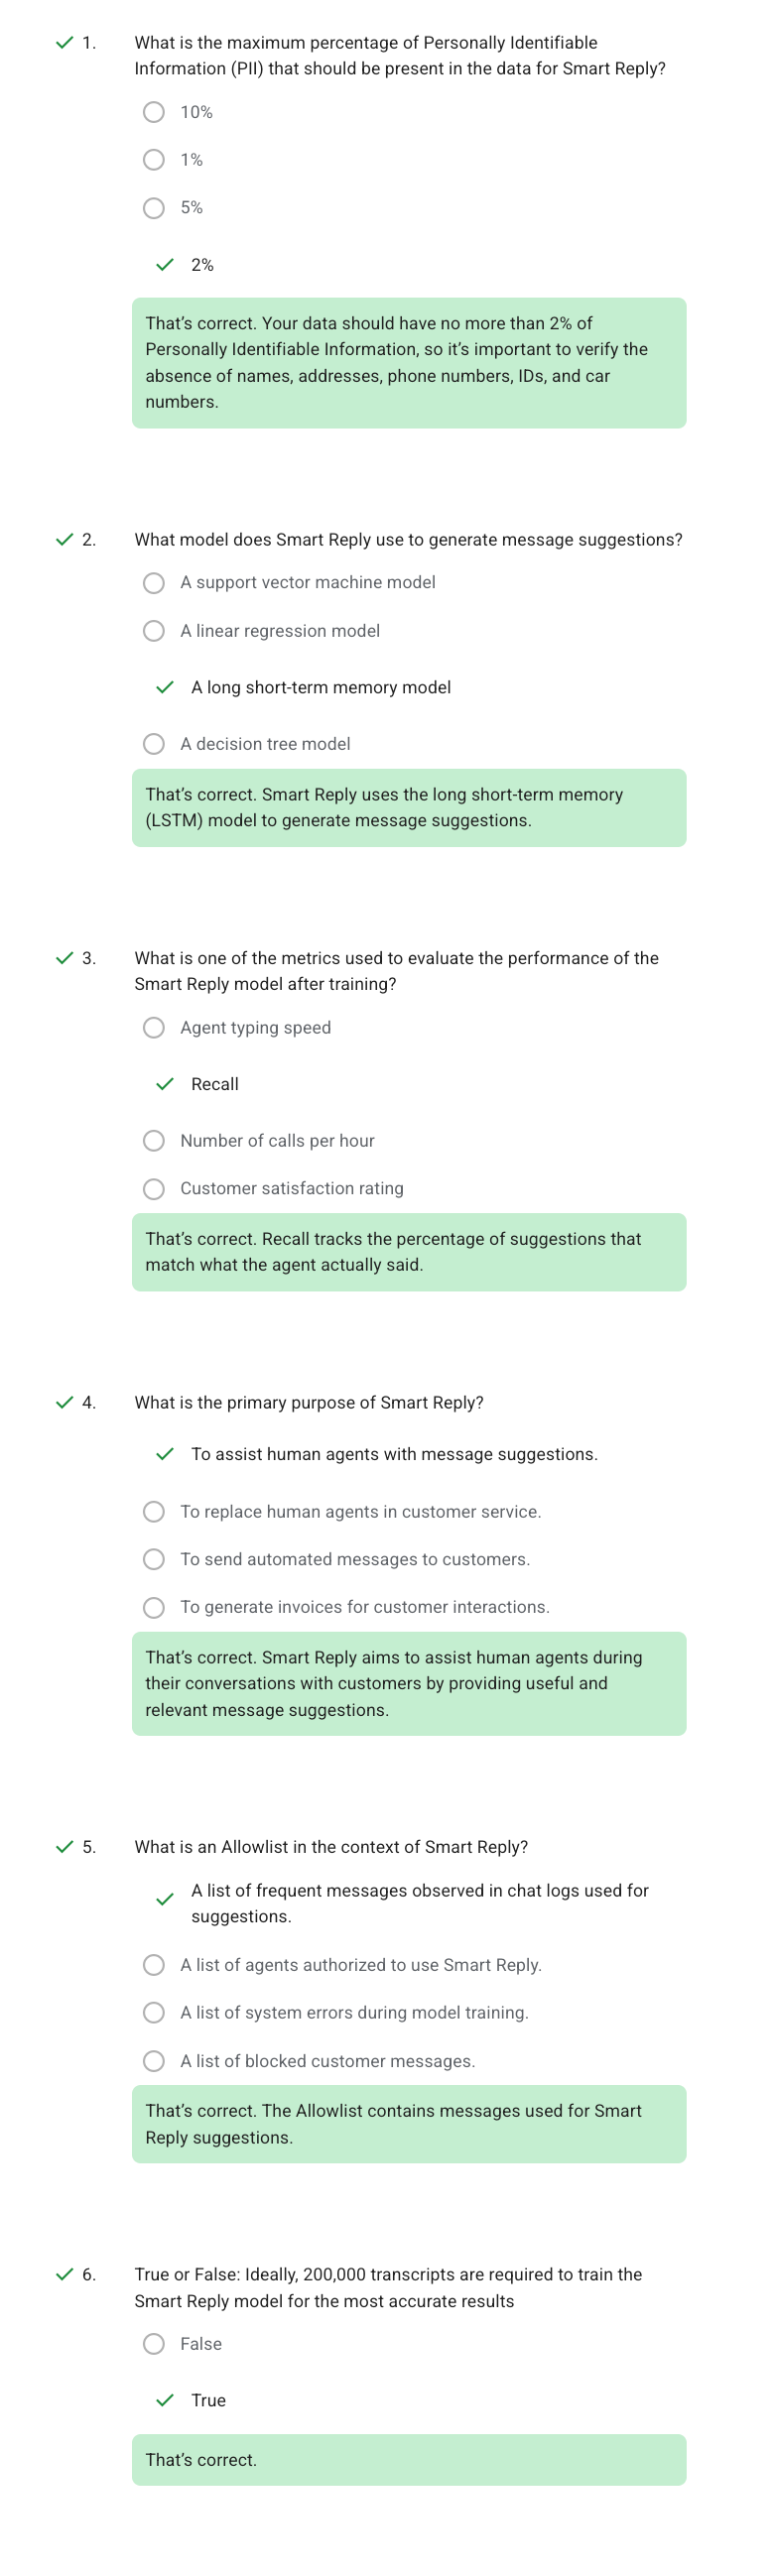 1. What is the maximum percentage of Personally Identifiable
Information (PII) that should be present in the data for Smart Reply?
10%
1%
5%
2%
That’s correct. Your data should have no more than 2% of
Personally Identifiable Information, so it’s important to verify the
absence of names, addresses, phone numbers, IDs, and car
numbers.
2. What model does Smart Reply use to generate message suggestions?
A support vector machine model
A linear regression model
A long short-term memory model
A decision tree model
That’s correct. Smart Reply uses the long short-term memory
(LSTM) model to generate message suggestions.
3. What is one of the metrics used to evaluate the performance of the
Smart Reply model after training?
Agent typing speed
Recall
Number of calls per hour
Customer satisfaction rating
That’s correct. Recall tracks the percentage of suggestions that
match what the agent actually said.
4. What is the primary purpose of Smart Reply?
To assist human agents with message suggestions.
To replace human agents in customer service.
To send automated messages to customers.
To generate invoices for customer interactions.
That’s correct. Smart Reply aims to assist human agents during
their conversations with customers by providing useful and
relevant message suggestions.
5. What is an Allowlist in the context of Smart Reply?
A list of frequent messages observed in chat logs used for
suggestions.
A list of agents authorized to use Smart Reply.
A list of system errors during model training.
A list of blocked customer messages.
That’s correct. The Allowlist contains messages used for Smart
Reply suggestions.
6. True or False: Ideally, 200,000 transcripts are required to train the
Smart Reply model for the most accurate results
False
True
That’s correct.